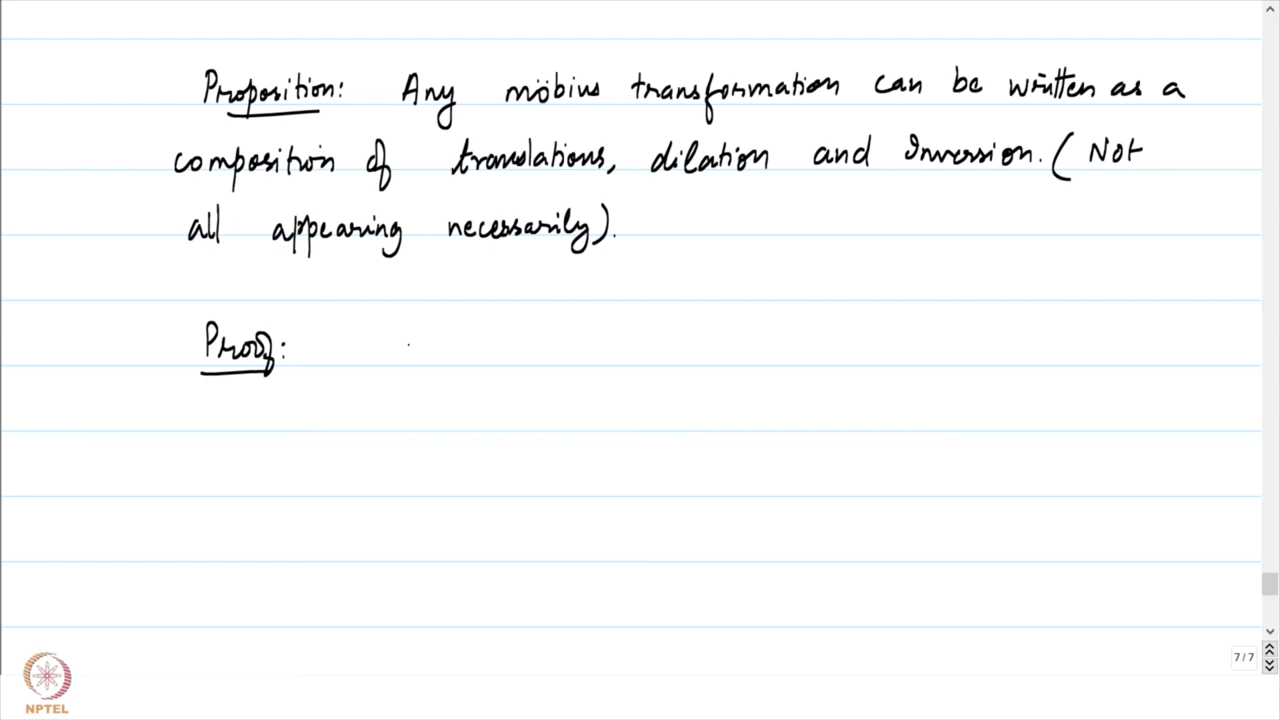 Proposition: Any möbius transformation can be written as a
composition of translations, dilation and Inversion. ( Not
all appearing necessarily).
Proof:
7/7
NPTEL